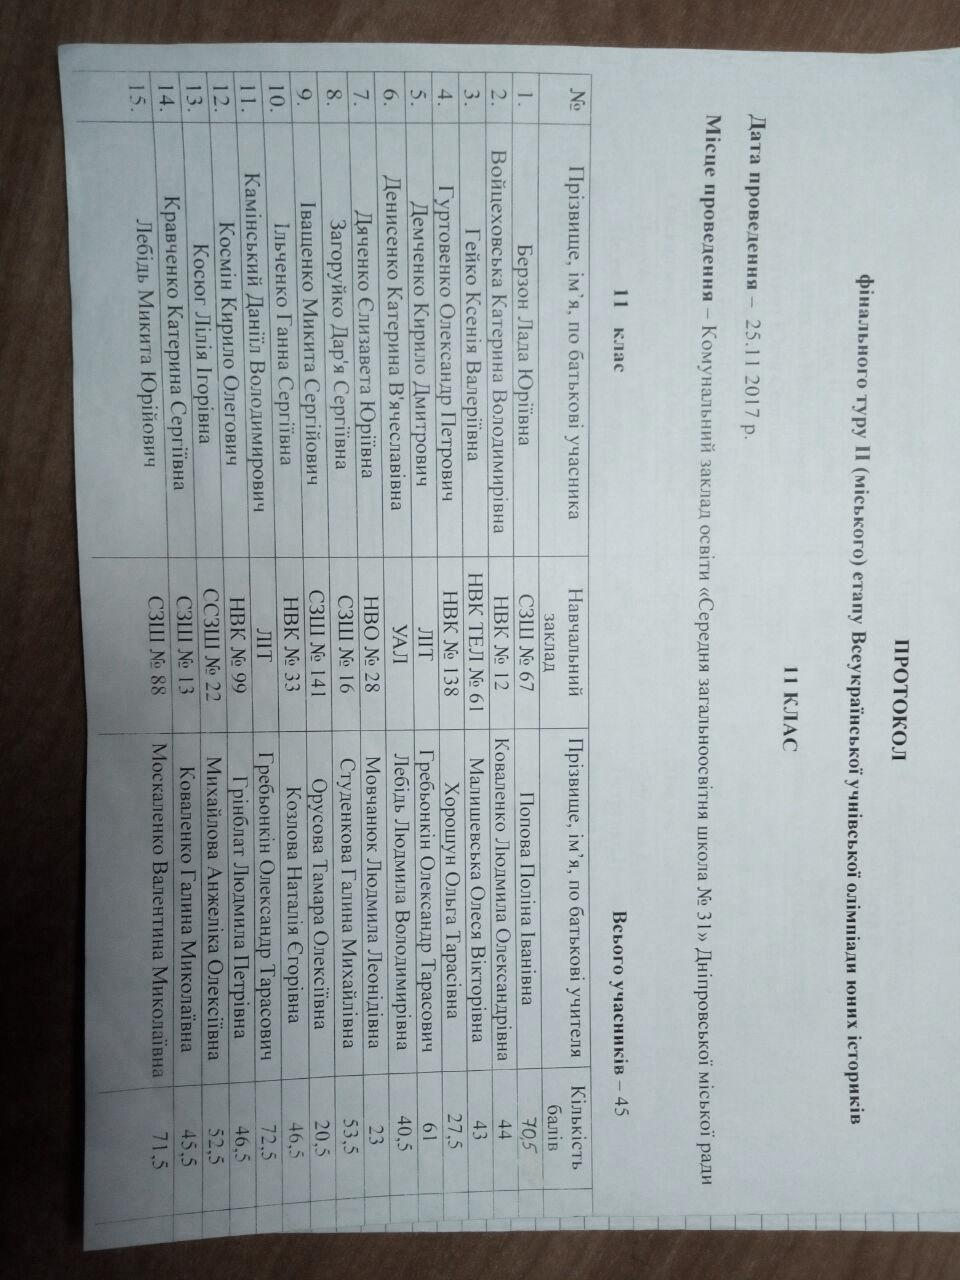 ПРОТОКОЛ
фінального туру ІІ (міського) етапу Всеукраїнської учнівської олімпіади юних істориків
11 КЛАС
Дата проведення – 25.11 2017 р.
Місце проведення – Комунальний заклад освіти «Середня загальноосвітня школа № 31» Дніпровської міської ради
11 клас Всього учасників – 45
№ Прізвище, ім`я, по батькові учасника Навчальний заклад Прізвище, ім’я, по батькові учителя Кількість балів
1. Берзон Лада Юріївна СЗШ № 67 Попова Поліна Іванівна 70,5
2. Войцеховська Катерина Володимирівна НВК № 12 Коваленко Людмила Олександрівна 44
3. Гейко Ксенія Валеріївна НВК ТЕЛ № 61 Малишевська Олеся Вікторівна 43
4. Гуртовенко Олександр Петрович НВК № 138 Хорошун Ольга Тарасівна 27,5
5. Демченко Кирило Дмитрович ЛІТ Гребьонкін Олександр Тарасович 61
6. Денисенко Катерина В'ячеславівна УАЛ Лебідь Людмила Володимирівна 40,5
7. Дяченко Єлизавета Юріївна НВО № 28 Мовчанюк Людмила Леонідівна 23
8. Загоруйко Дар'я Сергіївна СЗШ № 16 Студенкова Галина Михайлівна 53,5
9. Іващенко Микита Сергійович СЗШ № 141 Орусова Тамара Олексіївна 20,5
10. Ільченко Ганна Сергіївна НВК № 33 Козлова Наталія Єгорівна 46,5
11. Камінський Данііл Володимирович ЛІТ Гребьонкін Олександр Тарасович 72,5
12. Космін Кирило Олегович НВК № 99 Грінблат Людмила Петрівна 46,5
13. Косюг Лілія Ігорівна ССЗШ № 22 Михайлова Анжеліка Олексіївна 52,5
14. Кравченко Катерина Сергіївна СЗШ № 13 Коваленко Галина Миколаївна 45,5
15. Лебідь Микита Юрійович СЗШ № 88 Москаленко Валентина Миколаївна 71,5